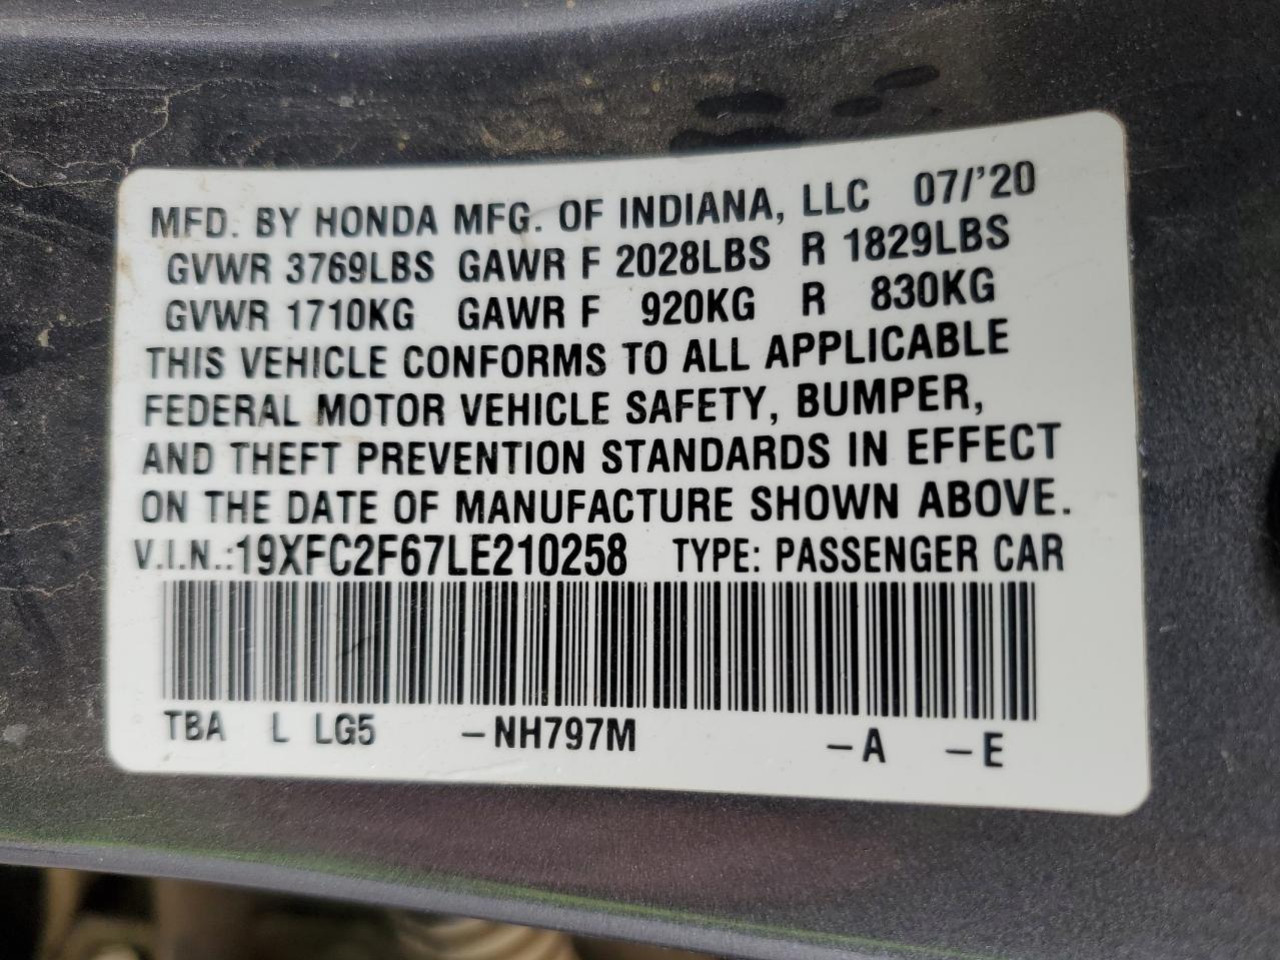 MFD. BY HONDA MFG. OF INDIANA, LLC 07/'20
GVWR 3769LBS GAWR F 2028LBS R 1829LBS
GVWR 1710KG GAWR F 920KG R 830KG
THIS VEHICLE CONFORMS TO ALL APPLICABLE
FEDERAL MOTOR VEHICLE SAFETY, BUMPER,
AND THEFT PREVENTION STANDARDS IN EFFECT
ON THE DATE OF MANUFACTURE SHOWN ABOVE.
V.I.N.:19XFC2F67LE210258 TYPE: PASSENGER CAR
TBA L LG5 -NH797M -A -E